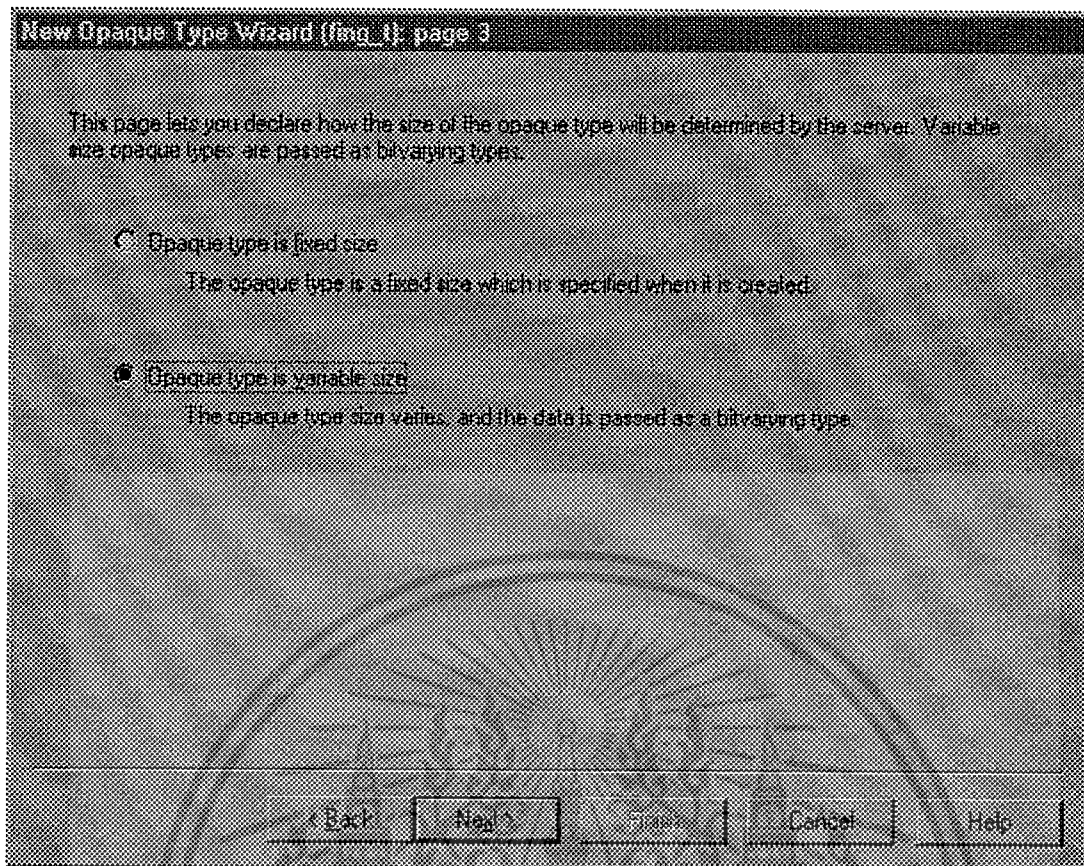 New Opaque Type Wizard (fimg_t): page 3
This page lets you declare how the size of the opaque type will be determined by the server. Variable
size opaque types are passed as bitvarying types.
Opaque type is fixed size
The opaque type is a fixed size which is specified when it is created.
Opaque type is variable size
The opaque type size varies, and the data is passed as a bitvarying type.
< Back
Next >
Finish
Cancel
Help